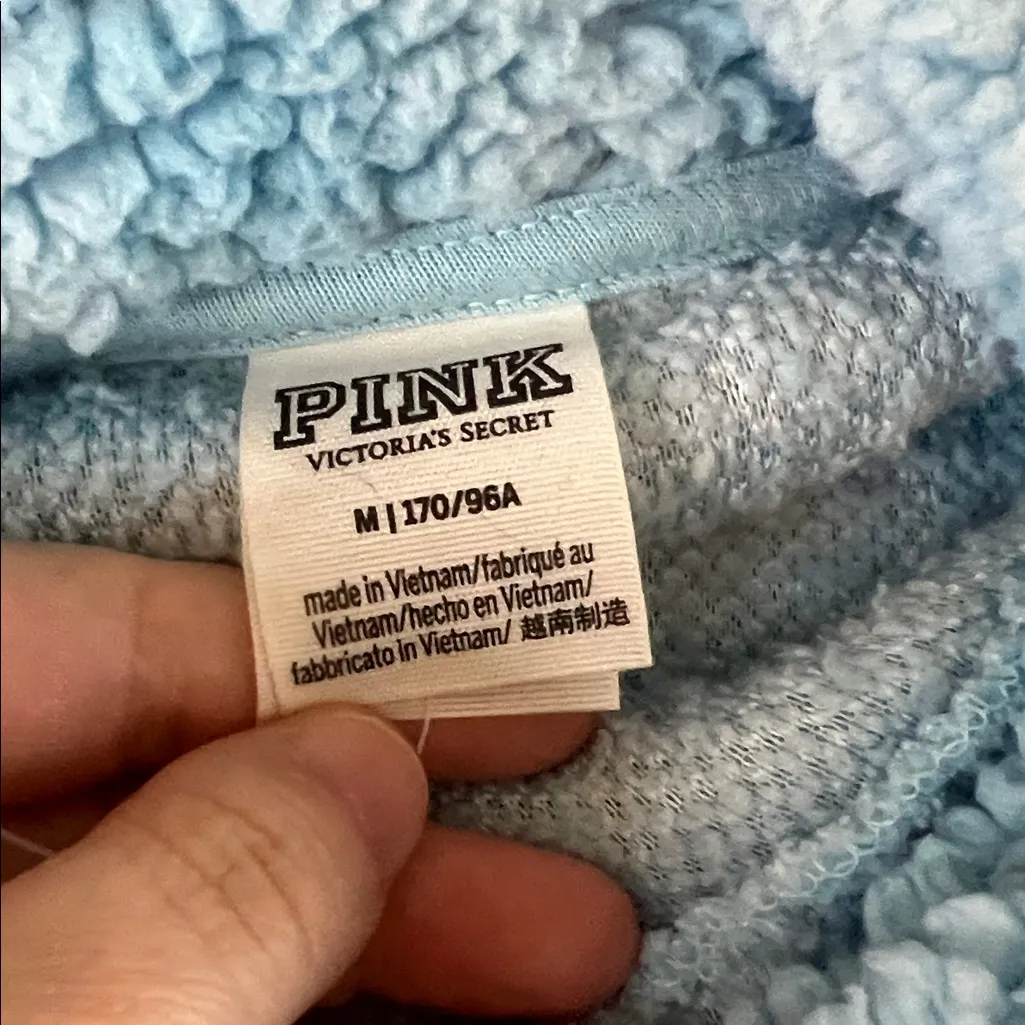 PINK
VICTORIA'S SECRET
M | 170/96A
made in Vietnam/fabriqué au
Vietnam/hecho en Vietnam/
fabbricato In Vietnam/ 越南制造